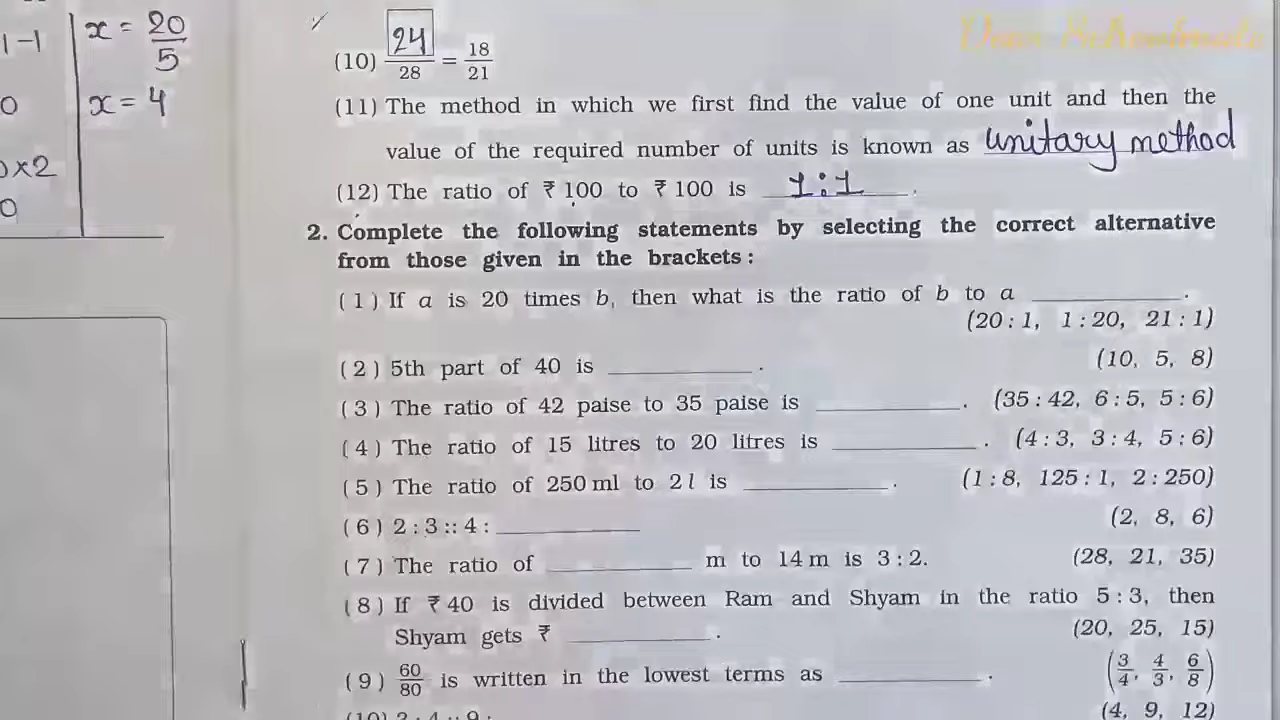 1-1
x = 20/5
0
x = 4
0×2
0
(10) 24/28 = 18/21
(11) The method in which we first find the value of one unit and then the
value of the required number of units is known as unitary method
(12) The ratio of ₹ 100 to ₹ 100 is 1:1.
2. Complete the following statements by selecting the correct alternative
from those given in the brackets :
(1) If a is 20 times b, then what is the ratio of b to a ________.
(20 : 1, 1 : 20, 21 : 1)
(2) 5th part of 40 is ________. (10, 5, 8)
(3) The ratio of 42 paise to 35 paise is ________. (35 : 42, 6 : 5, 5 : 6)
(4) The ratio of 15 litres to 20 litres is ________. (4 : 3, 3 : 4, 5 : 6)
(5) The ratio of 250 ml to 2 l is ________. (1 : 8, 125 : 1, 2 : 250)
(6) 2 : 3 :: 4 : ________ (2, 8, 6)
(7) The ratio of ________ m to 14 m is 3 : 2. (28, 21, 35)
(8) If ₹ 40 is divided between Ram and Shyam in the ratio 5 : 3, then
Shyam gets ₹ ________. (20, 25, 15)
(9) 60/80 is written in the lowest terms as ________. (3/4, 4/3, 6/8)
(10) 3 : 4 :: 9 : (4, 9, 12)